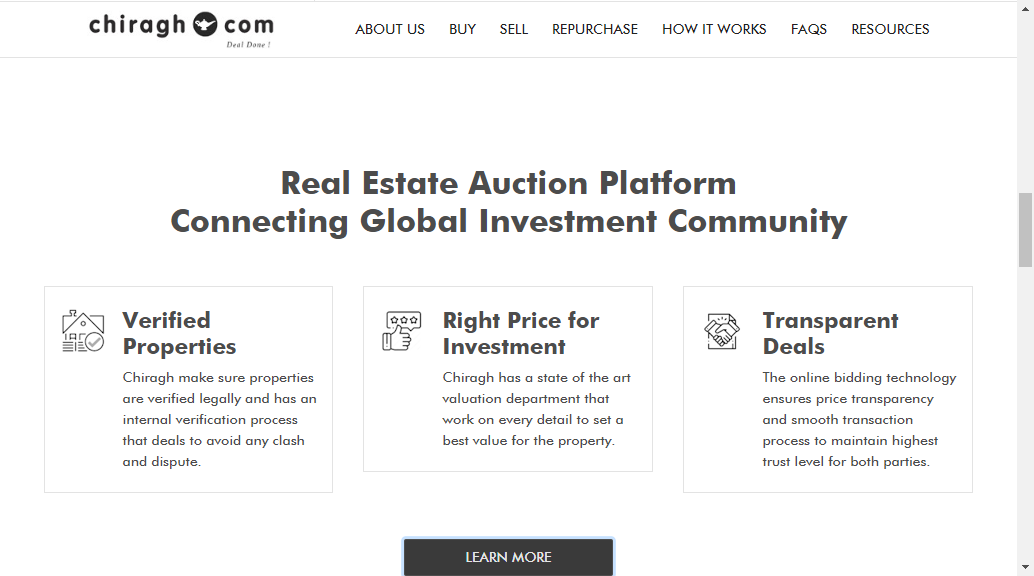 chiragh com
Deal Done !
ABOUT US BUY SELL REPURCHASE HOW IT WORKS FAQS RESOURCES
Real Estate Auction Platform
Connecting Global Investment Community
Verified
Properties
Chiragh make sure properties
are verified legally and has an
internal verification process
that deals to avoid any clash
and dispute.
Right Price for
Investment
Chiragh has a state of the art
valuation department that
work on every detail to set a
best value for the property.
Transparent
Deals
The online bidding technology
ensures price transparency
and smooth transaction
process to maintain highest
trust level for both parties.
LEARN MORE